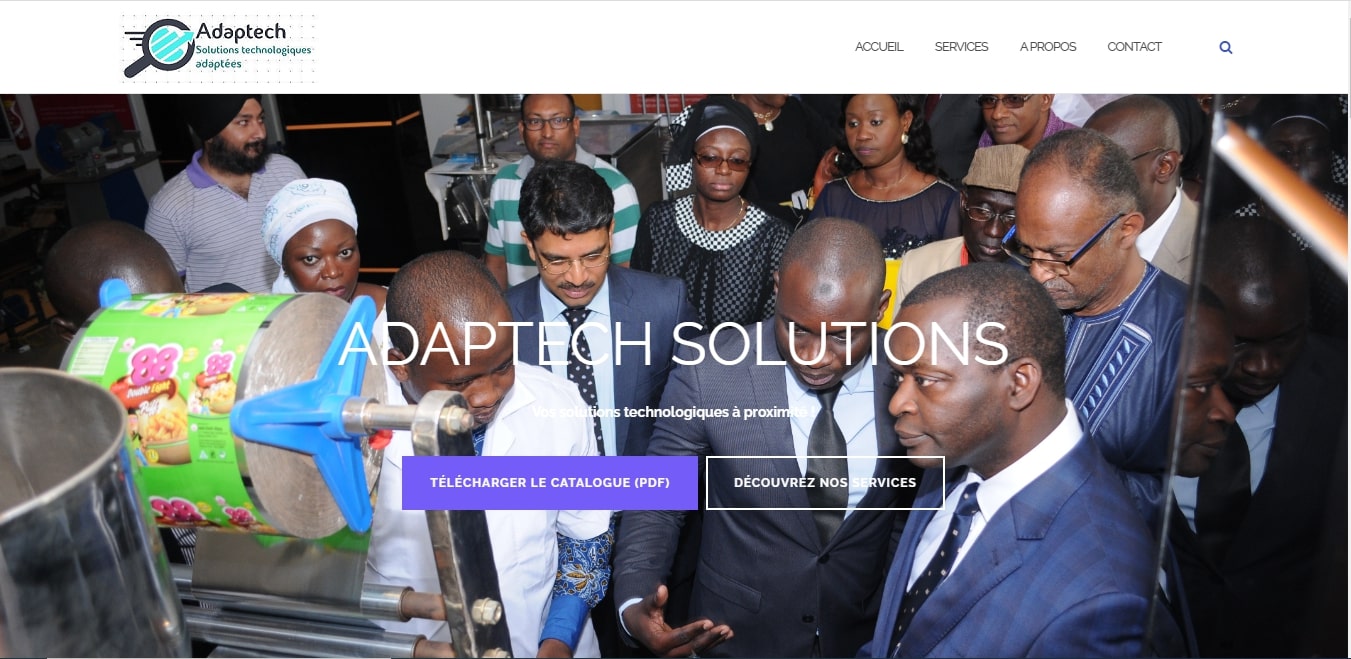 Adaptech
Solutions technologiques
adaptées
ACCUEIL SERVICES A PROPOS CONTACT
88
Double Eight
Puff
ADAPTECH SOLUTIONS
Vos solutions technologiques à proximité !
TÉLÉCHARGER LE CATALOGUE (PDF) DÉCOUVREZ NOS SERVICES